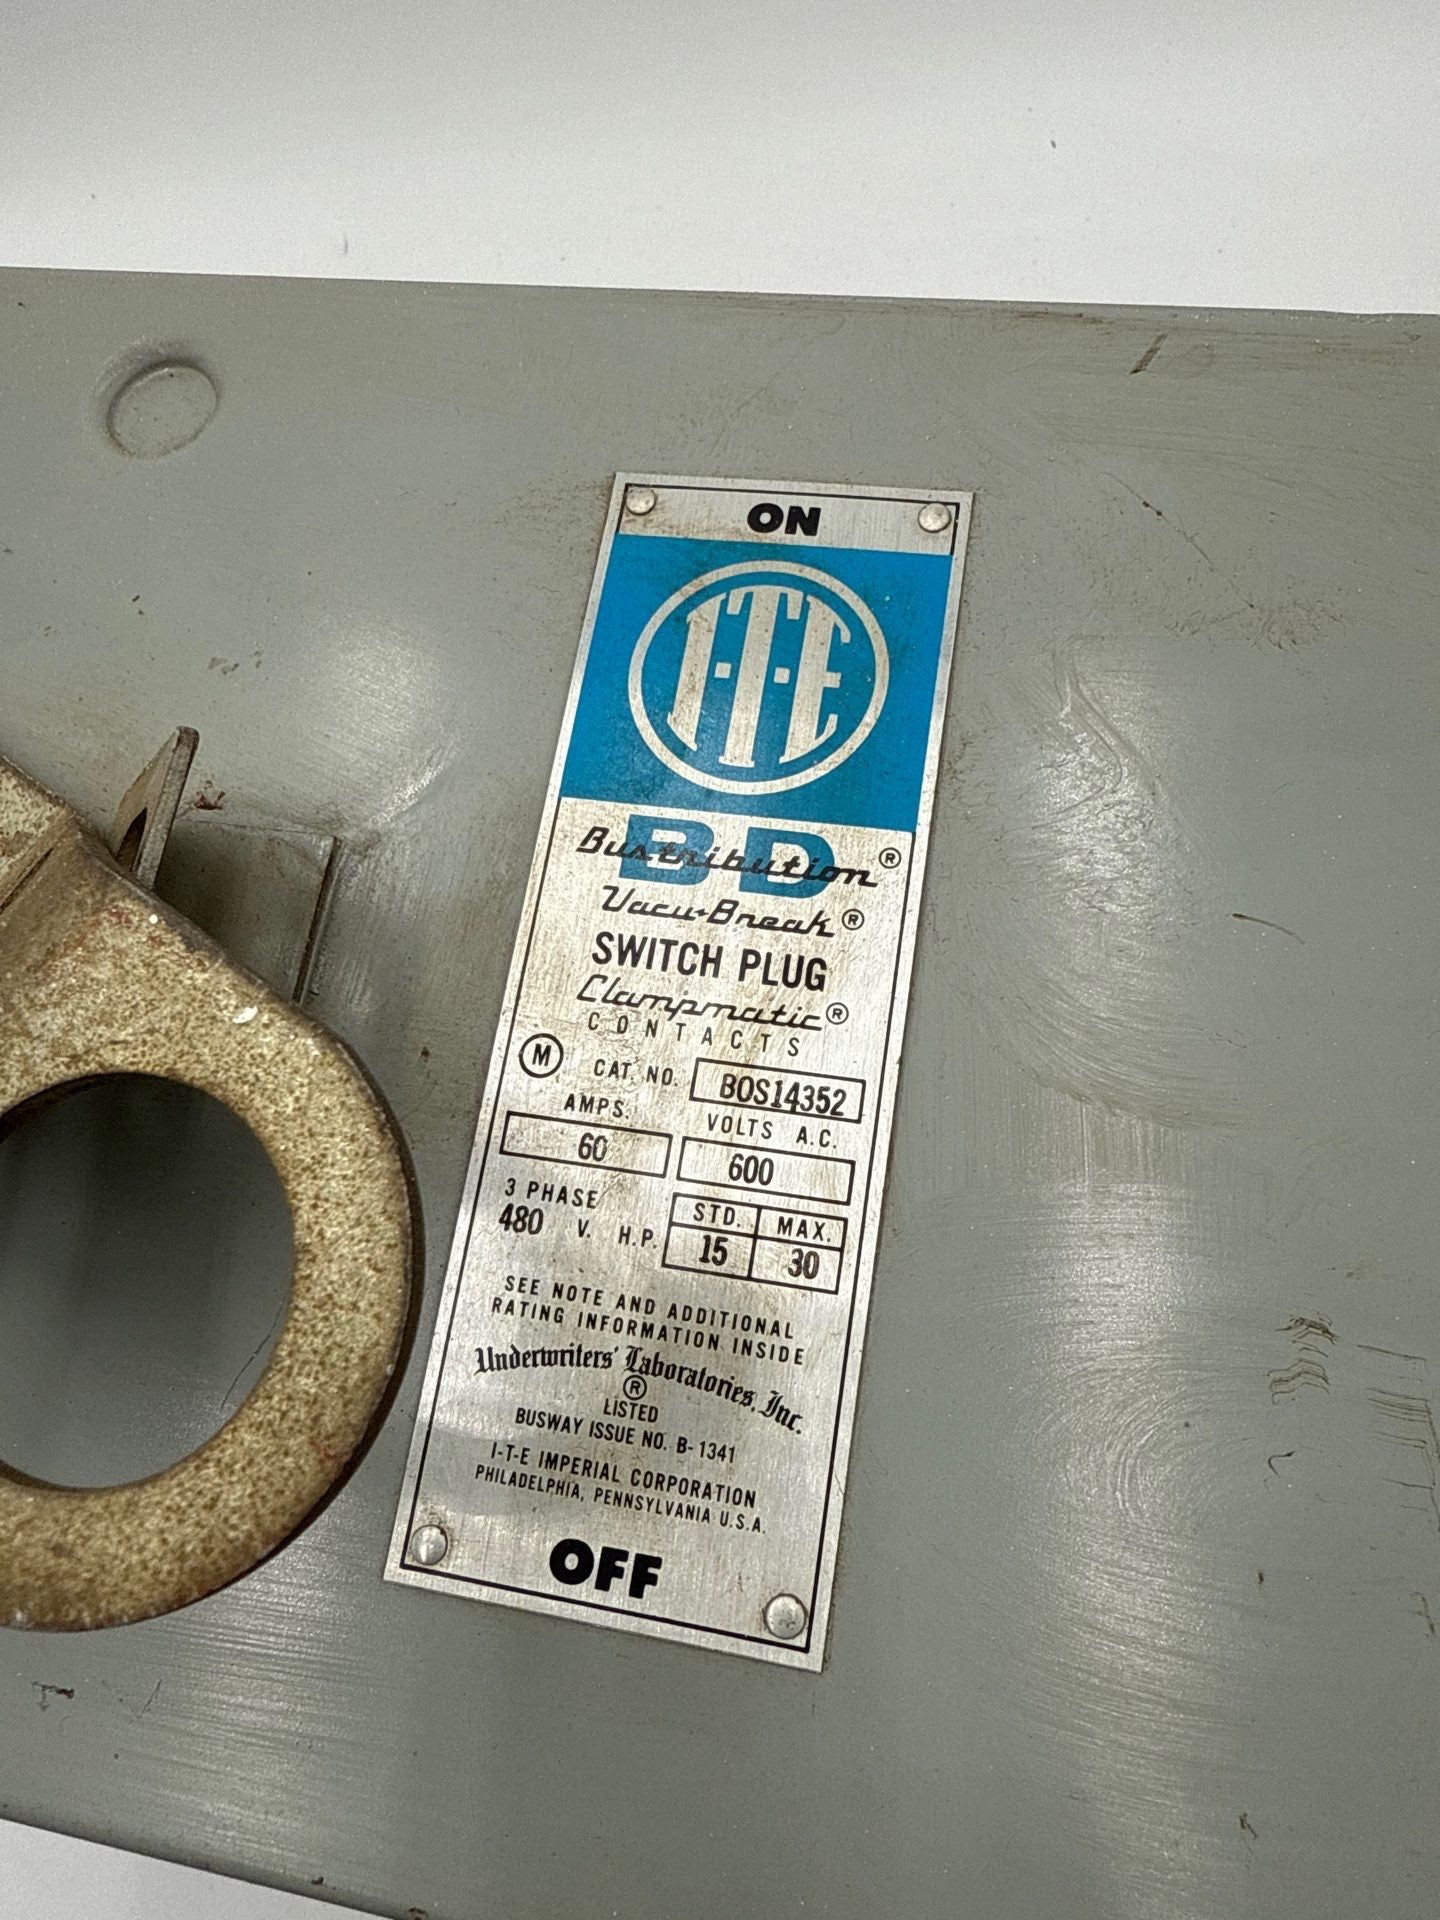 ON
I·T·E
BD
Bustribution®
Vacu-Break®
SWITCH PLUG
Clampmatic®
CONTACTS
M CAT. NO. BOS14352
AMPS. VOLTS A.C.
60 600
3 PHASE STD. MAX.
480 V. H.P. 15 30
SEE NOTE AND ADDITIONAL
RATING INFORMATION INSIDE
Underwriters' Laboratories, Inc.
®
LISTED
BUSWAY ISSUE NO. B-1341
I-T-E IMPERIAL CORPORATION
PHILADELPHIA, PENNSYLVANIA U.S.A.
OFF